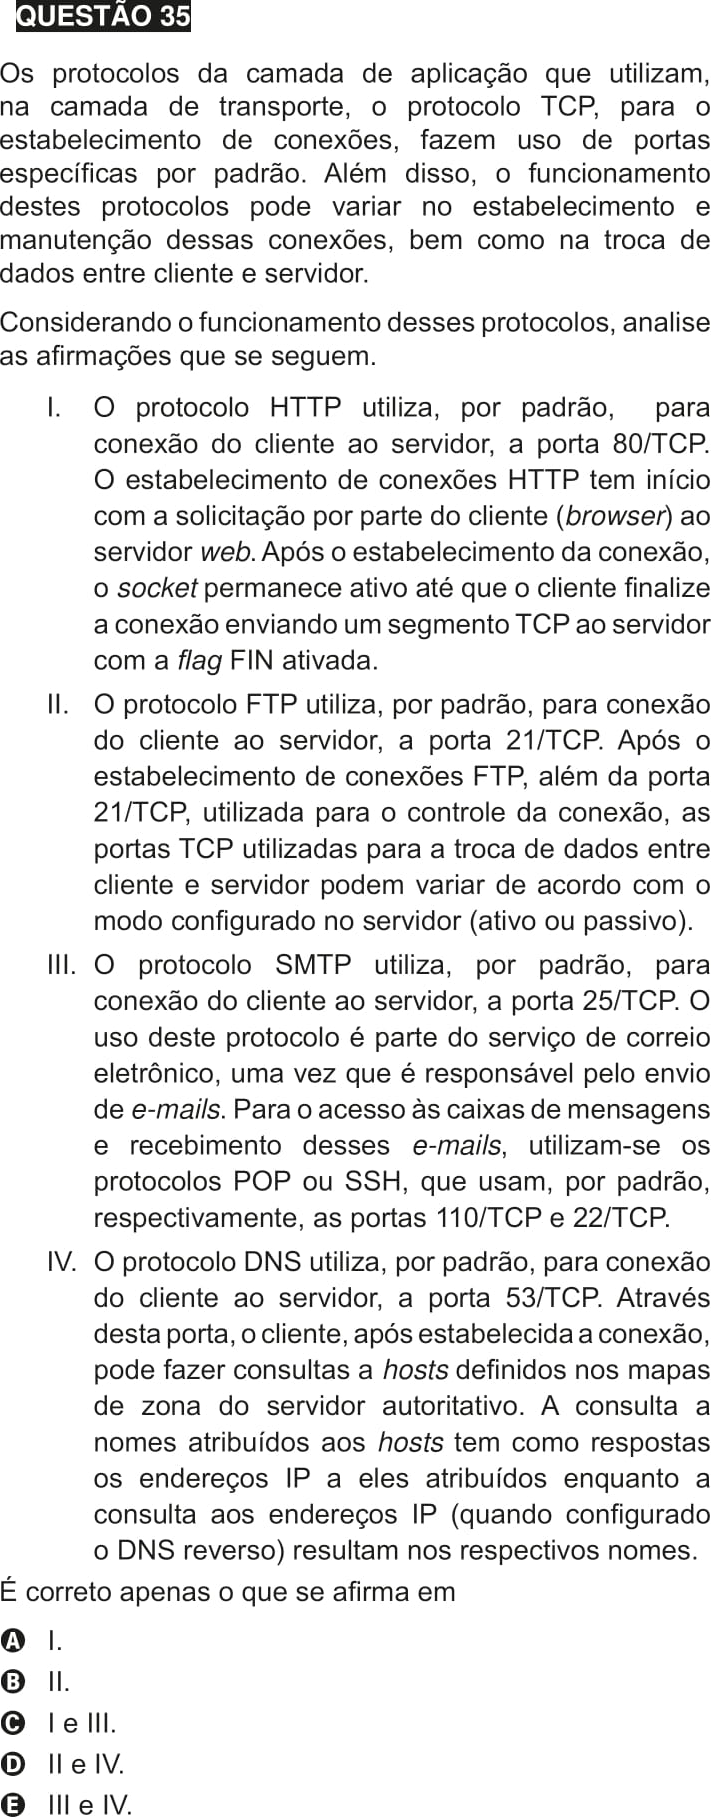 QUESTÃO 35
Os protocolos da camada de aplicação que utilizam,
na camada de transporte, o protocolo TCP, para o
estabelecimento de conexões, fazem uso de portas
específicas por padrão. Além disso, o funcionamento
destes protocolos pode variar no estabelecimento e
manutenção dessas conexões, bem como na troca de
dados entre cliente e servidor.
Considerando o funcionamento desses protocolos, analise
as afirmações que se seguem.
I. O protocolo HTTP utiliza, por padrão, para
conexão do cliente ao servidor, a porta 80/TCP.
O estabelecimento de conexões HTTP tem início
com a solicitação por parte do cliente (browser) ao
servidor web. Após o estabelecimento da conexão,
o socket permanece ativo até que o cliente finalize
a conexão enviando um segmento TCP ao servidor
com a flag FIN ativada.
II. O protocolo FTP utiliza, por padrão, para conexão
do cliente ao servidor, a porta 21/TCP. Após o
estabelecimento de conexões FTP, além da porta
21/TCP, utilizada para o controle da conexão, as
portas TCP utilizadas para a troca de dados entre
cliente e servidor podem variar de acordo com o
modo configurado no servidor (ativo ou passivo).
III. O protocolo SMTP utiliza, por padrão, para
conexão do cliente ao servidor, a porta 25/TCP. O
uso deste protocolo é parte do serviço de correio
eletrônico, uma vez que é responsável pelo envio
de e-mails. Para o acesso às caixas de mensagens
e recebimento desses e-mails, utilizam-se os
protocolos POP ou SSH, que usam, por padrão,
respectivamente, as portas 110/TCP e 22/TCP.
IV. O protocolo DNS utiliza, por padrão, para conexão
do cliente ao servidor, a porta 53/TCP. Através
desta porta, o cliente, após estabelecida a conexão,
pode fazer consultas a hosts definidos nos mapas
de zona do servidor autoritativo. A consulta a
nomes atribuídos aos hosts tem como respostas
os endereços IP a eles atribuídos enquanto a
consulta aos endereços IP (quando configurado
o DNS reverso) resultam nos respectivos nomes.
É correto apenas o que se afirma em
A I.
B II.
C I e III.
D II e IV.
E III e IV.